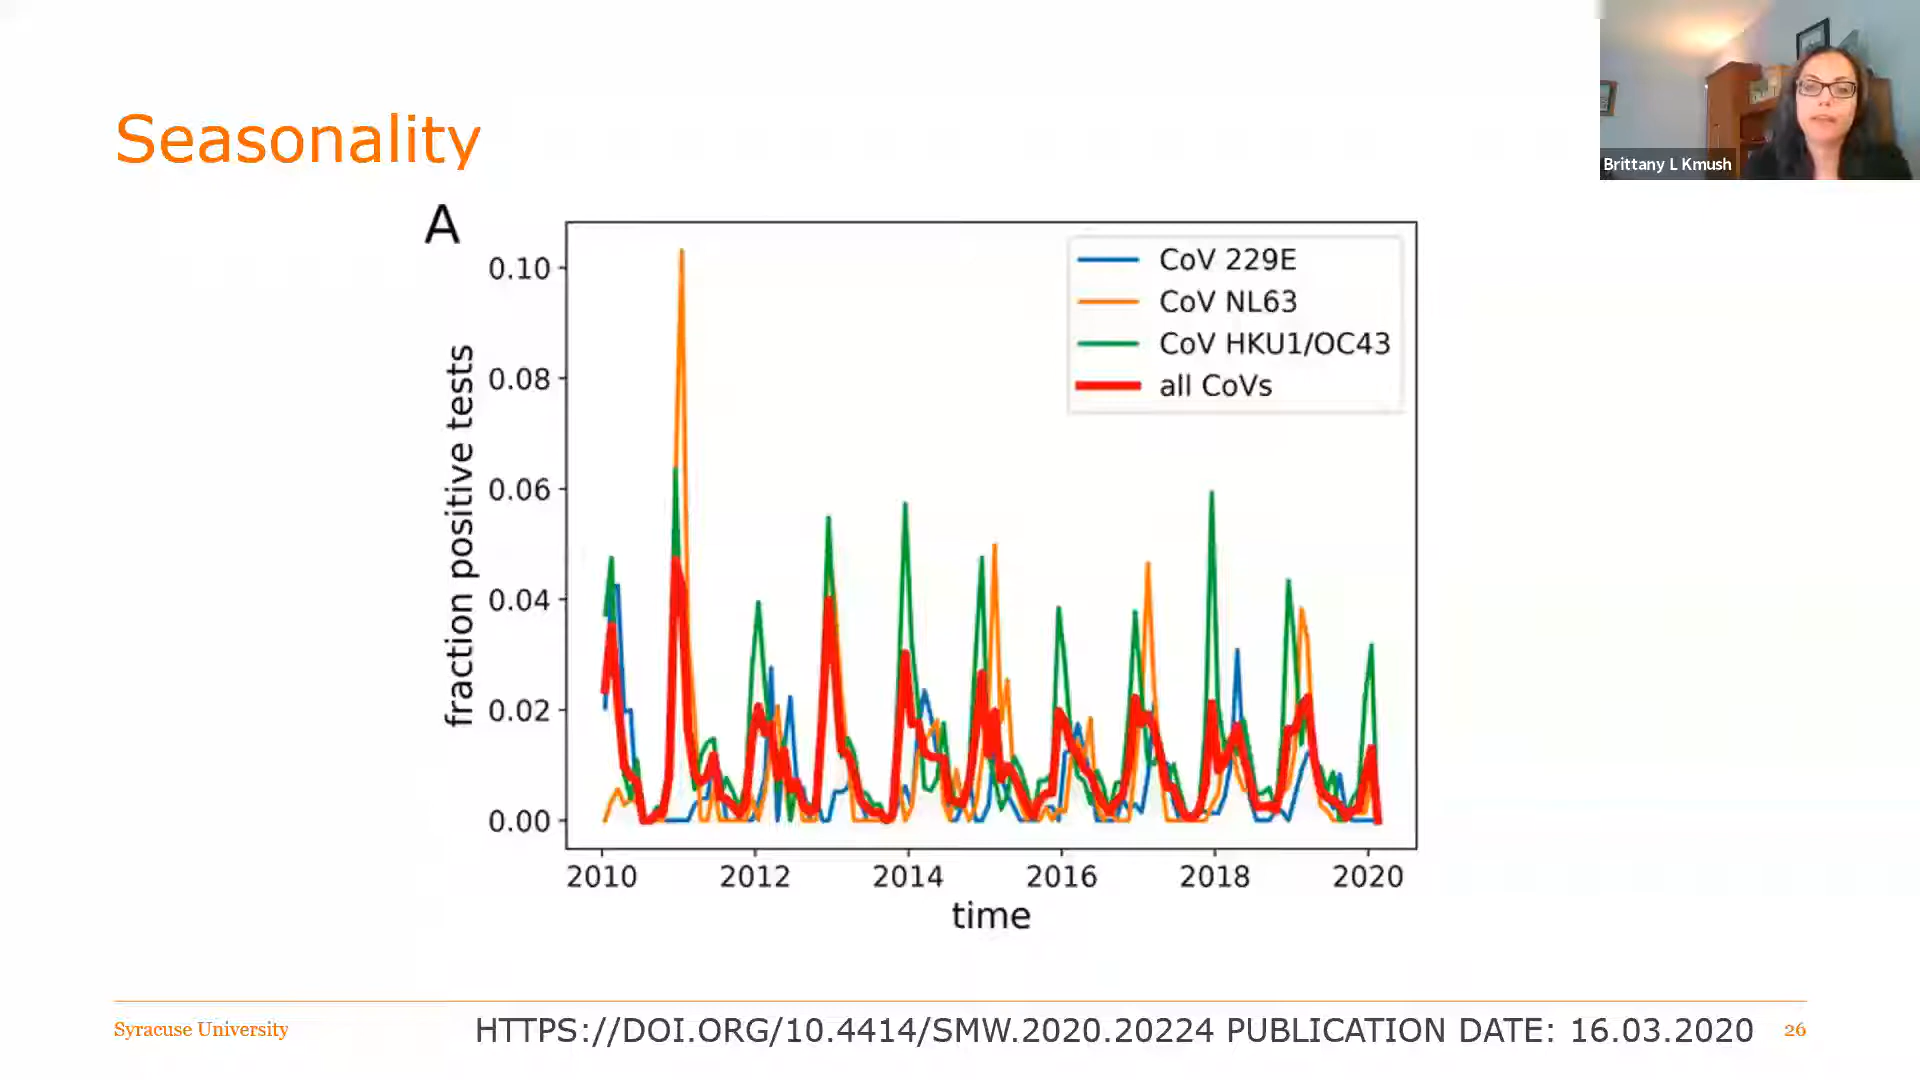 Brittany L Kmush
Seasonality
A
fraction positive tests
0.10
0.08
0.06
0.04
0.02
0.00
CoV 229E
CoV NL63
CoV HKU1/OC43
all CoVs
2010 2012 2014 2016 2018 2020
time
Syracuse University HTTPS://DOI.ORG/10.4414/SMW.2020.20224 PUBLICATION DATE: 16.03.2020 26